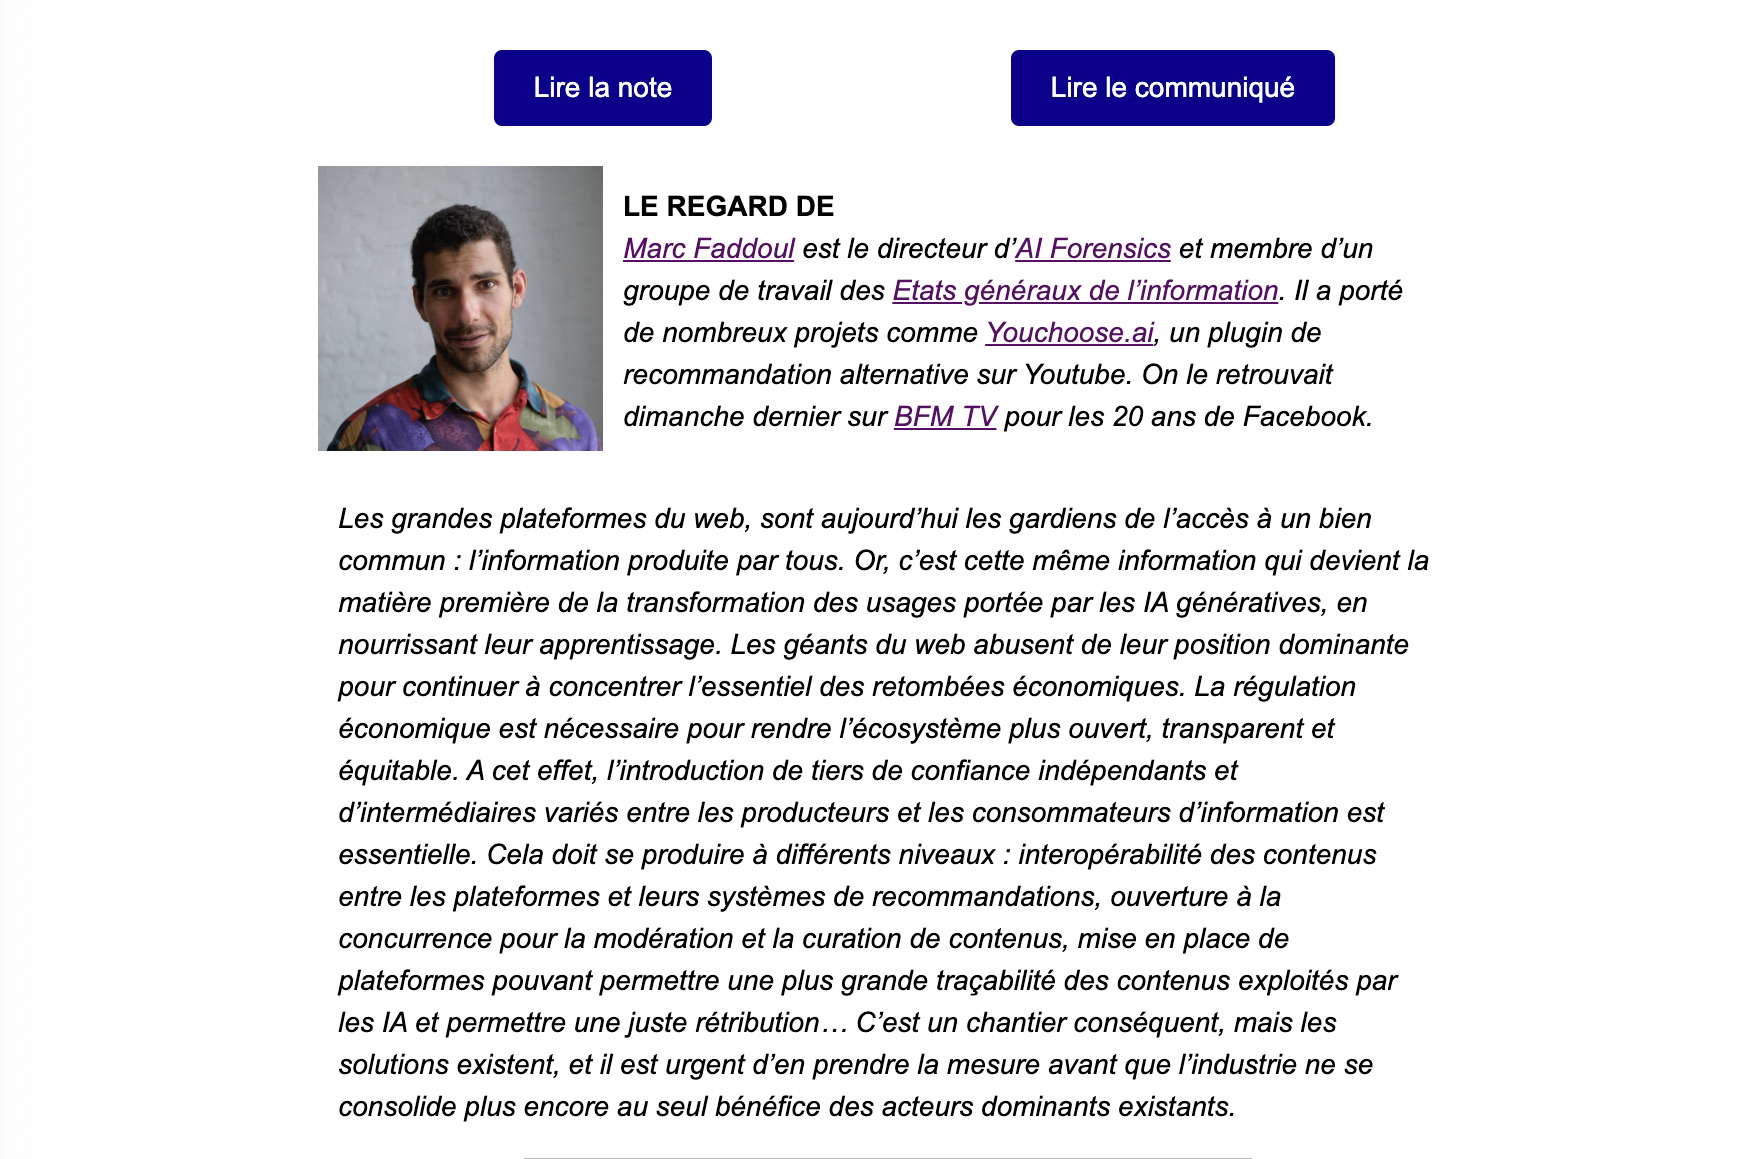 Lire la note
Lire le communiqué
LE REGARD DE
Marc Faddoul est le directeur d’AI Forensics et membre d’un
groupe de travail des Etats généraux de l’information. Il a porté
de nombreux projets comme Youchoose.ai, un plugin de
recommandation alternative sur Youtube. On le retrouvait
dimanche dernier sur BFM TV pour les 20 ans de Facebook.
Les grandes plateformes du web, sont aujourd’hui les gardiens de l’accès à un bien
commun : l’information produite par tous. Or, c’est cette même information qui devient la
matière première de la transformation des usages portée par les IA génératives, en
nourrissant leur apprentissage. Les géants du web abusent de leur position dominante
pour continuer à concentrer l’essentiel des retombées économiques. La régulation
économique est nécessaire pour rendre l’écosystème plus ouvert, transparent et
équitable. A cet effet, l’introduction de tiers de confiance indépendants et
d’intermédiaires variés entre les producteurs et les consommateurs d’information est
essentielle. Cela doit se produire à différents niveaux : interopérabilité des contenus
entre les plateformes et leurs systèmes de recommandations, ouverture à la
concurrence pour la modération et la curation de contenus, mise en place de
plateformes pouvant permettre une plus grande traçabilité des contenus exploités par
les IA et permettre une juste rétribution… C’est un chantier conséquent, mais les
solutions existent, et il est urgent d’en prendre la mesure avant que l’industrie ne se
consolide plus encore au seul bénéfice des acteurs dominants existants.